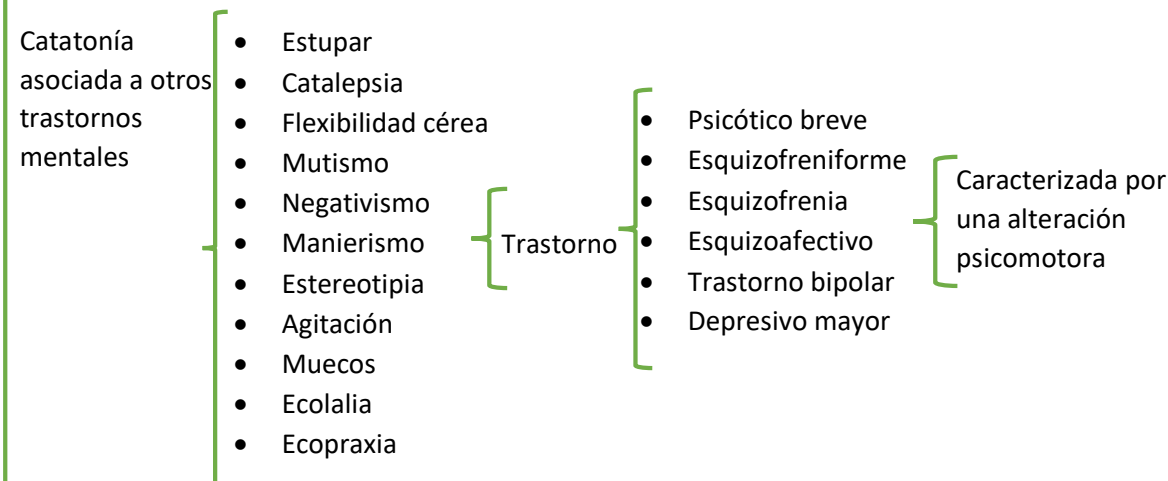 Catatonía
asociada a otros
trastornos
mentales
• Estupar
• Catalepsia
• Flexibilidad cérea
• Mutismo
• Negativismo
• Manierismo
• Estereotipia
• Agitación
• Muecos
• Ecolalia
• Ecopraxia
Trastorno
• Psicótico breve
• Esquizofreniforme
• Esquizofrenia
• Esquizoafectivo
• Trastorno bipolar
• Depresivo mayor
Caracterizada por
una alteración
psicomotora